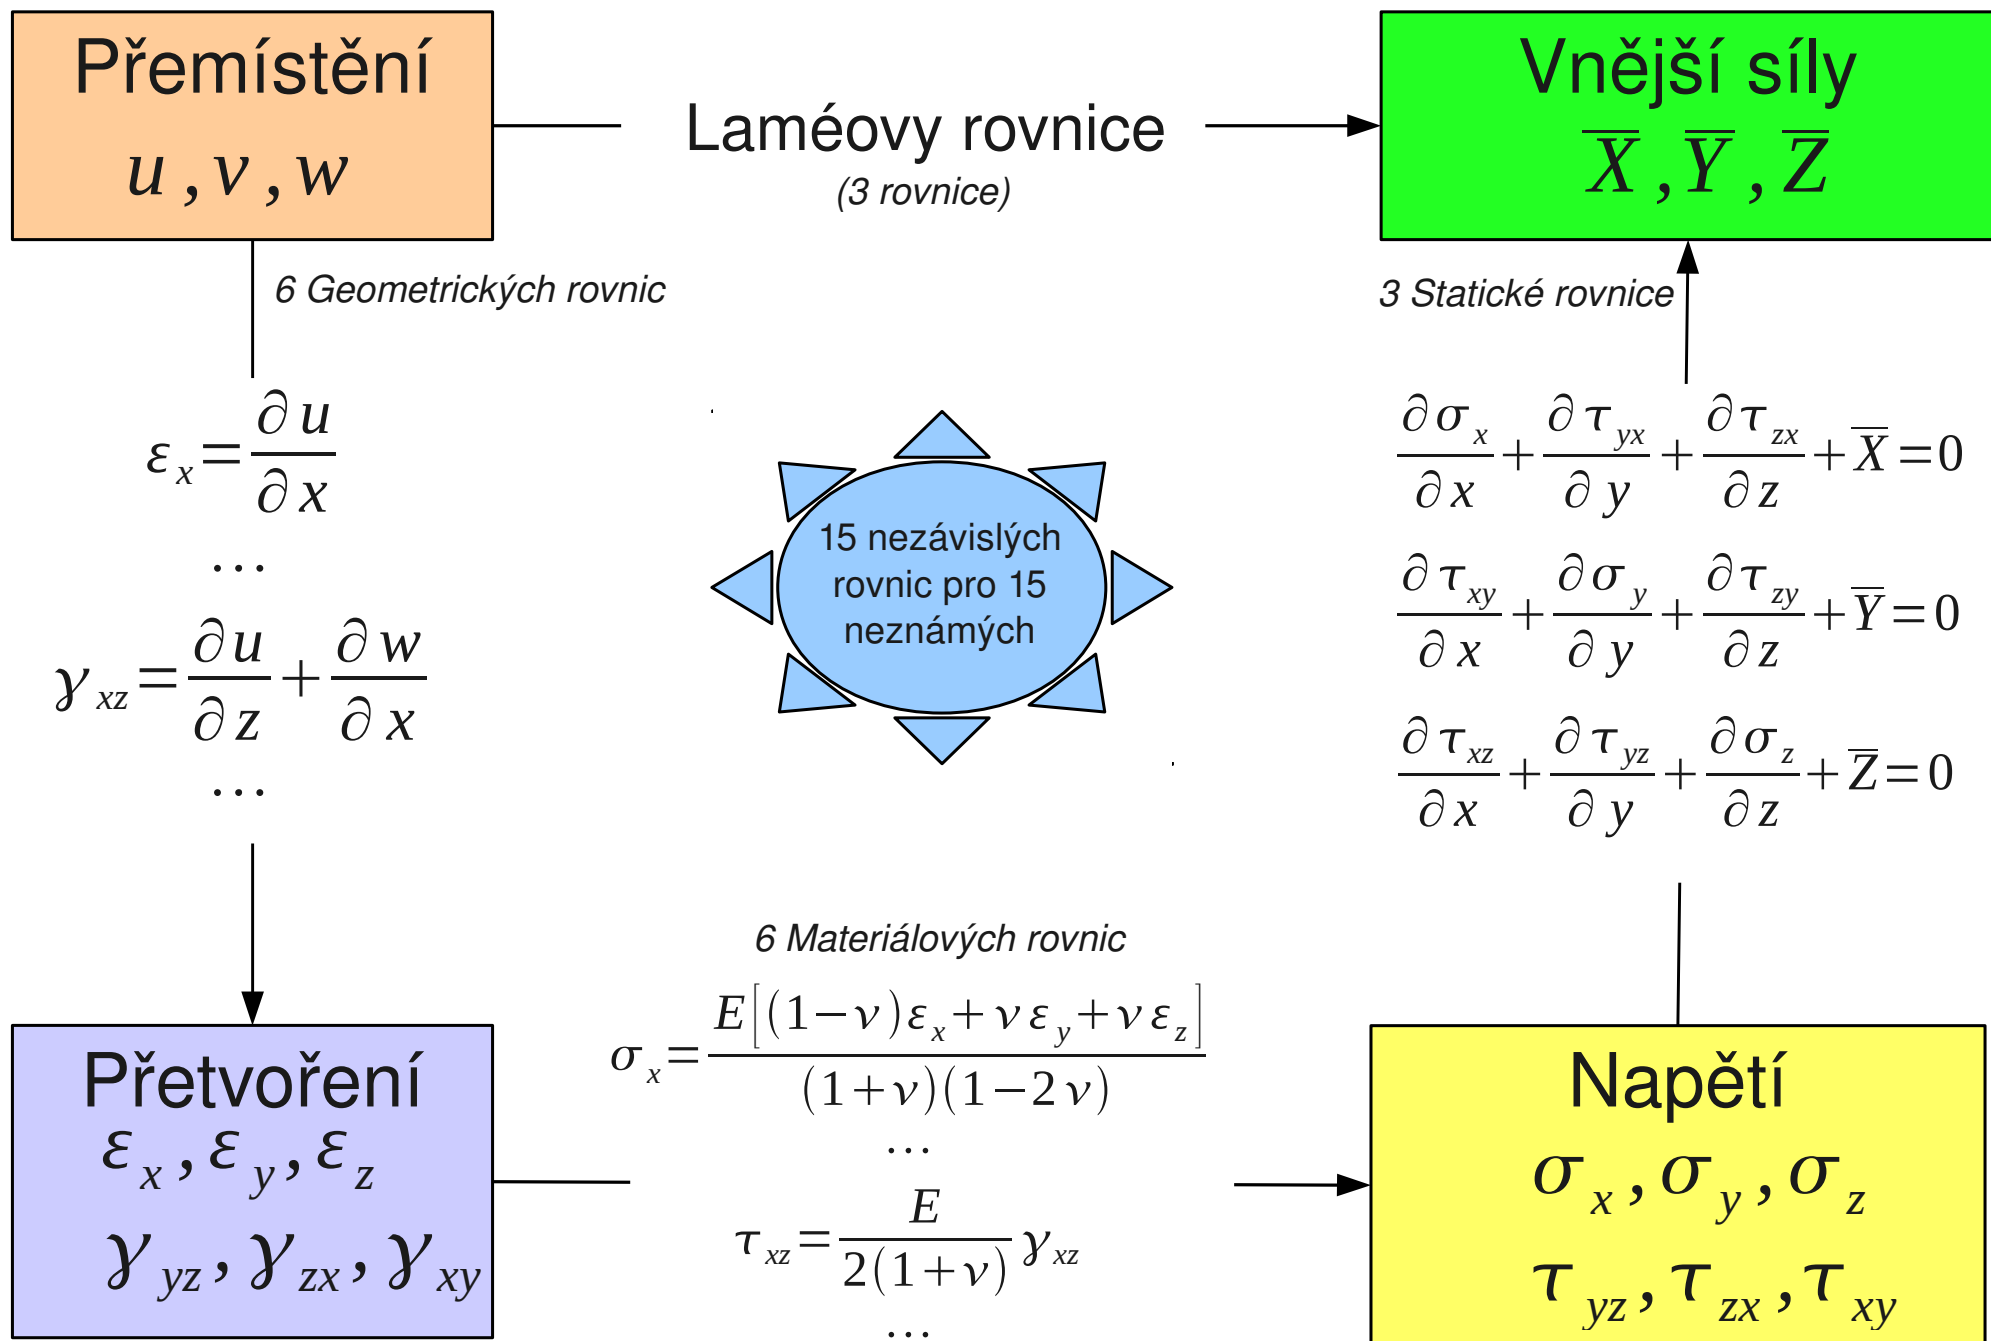 Přemístění
u , v , w
Laméovy rovnice
(3 rovnice)
Vnější síly
X̅ , Y̅ , Z̅
6 Geometrických rovnic
ε_x = ∂u/∂x
...
γ_xz = ∂u/∂z + ∂w/∂x
...
15 nezávislých
rovnic pro 15
neznámých
3 Statické rovnice
∂σ_x/∂x + ∂τ_yx/∂y + ∂τ_zx/∂z + X̅ = 0
∂τ_xy/∂x + ∂σ_y/∂y + ∂τ_zy/∂z + Y̅ = 0
∂τ_xz/∂x + ∂τ_yz/∂y + ∂σ_z/∂z + Z̅ = 0
Přetvoření
ε_x , ε_y , ε_z
γ_yz , γ_zx , γ_xy
6 Materiálových rovnic
σ_x = E[(1−ν)ε_x + νε_y + νε_z] / (1+ν)(1−2ν)
...
τ_xz = E/2(1+ν) γ_xz
...
Napětí
σ_x , σ_y , σ_z
τ_yz , τ_zx , τ_xy